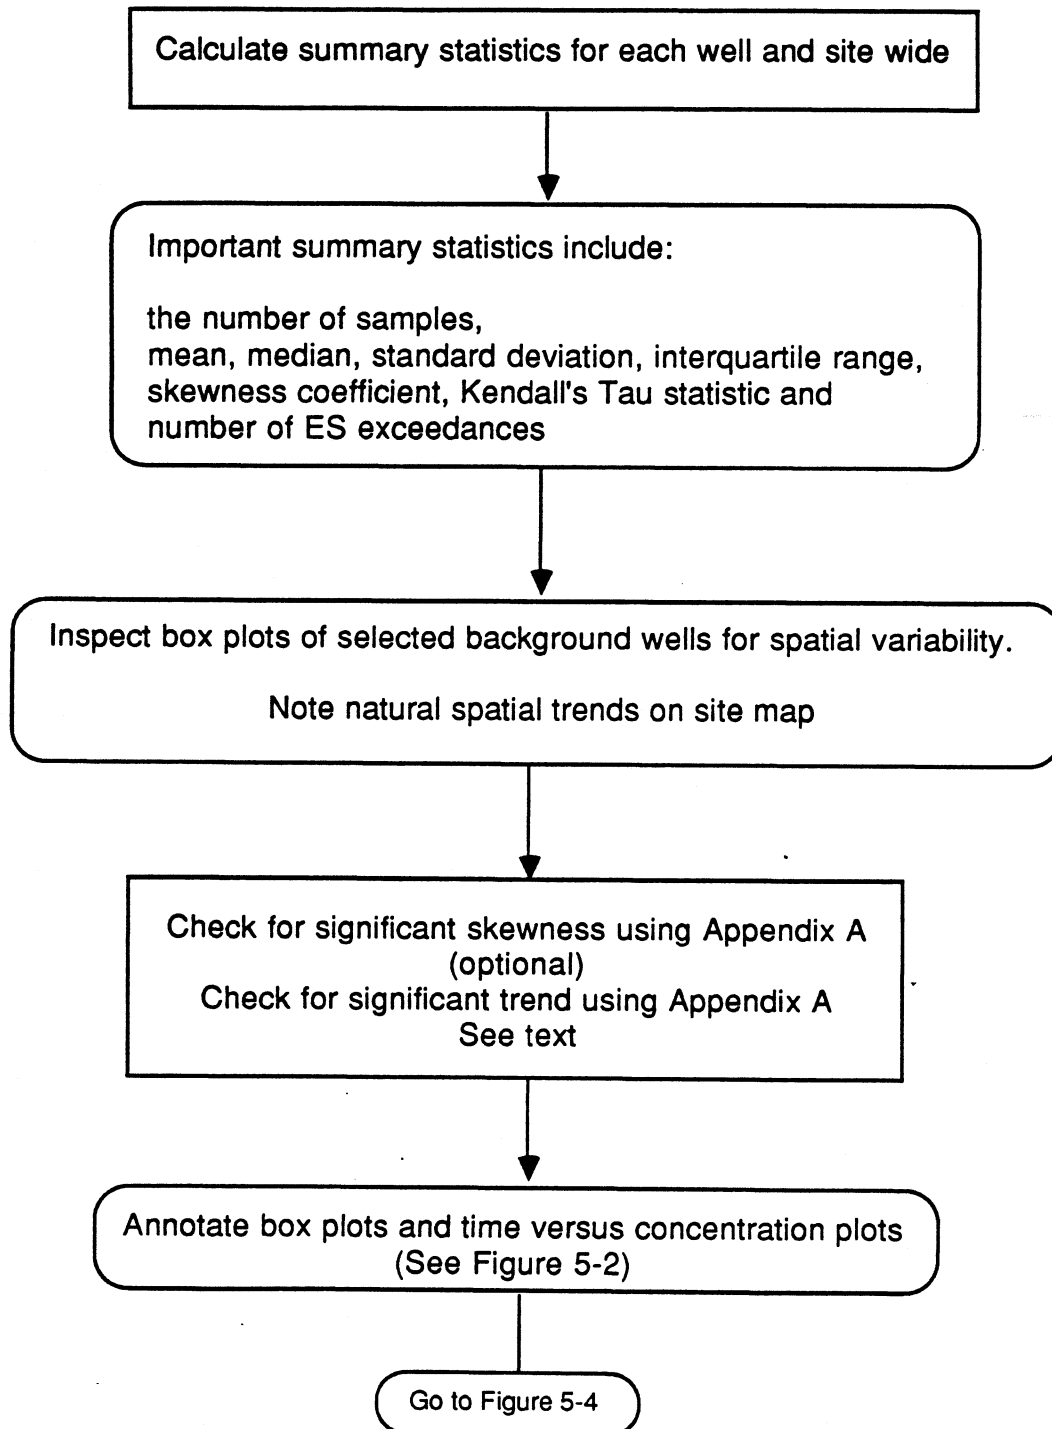 Calculate summary statistics for each well and site wide
Important summary statistics include:
the number of samples,
mean, median, standard deviation, interquartile range,
skewness coefficient, Kendall's Tau statistic and
number of ES exceedances
Inspect box plots of selected background wells for spatial variability.
Note natural spatial trends on site map
Check for significant skewness using Appendix A
(optional)
Check for significant trend using Appendix A
See text
Annotate box plots and time versus concentration plots
(See Figure 5-2)
Go to Figure 5-4